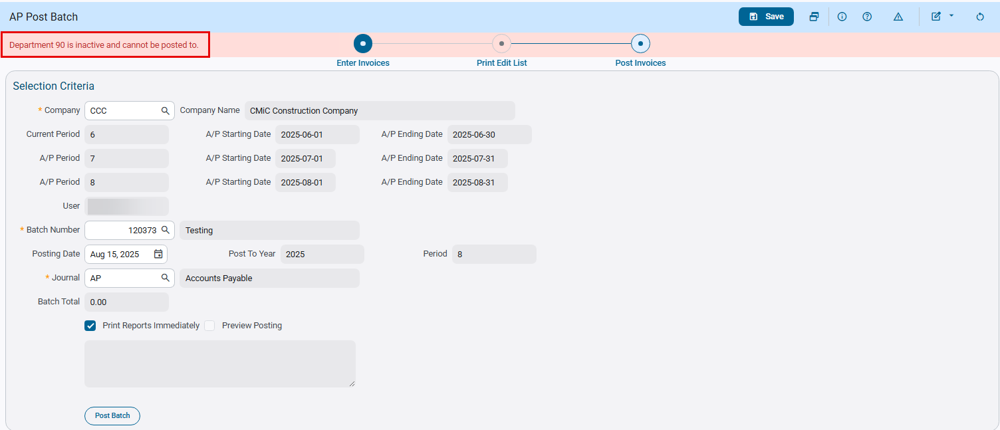 AP Post Batch
Save
Department 90 is inactive and cannot be posted to.
Enter Invoices Print Edit List Post Invoices
Selection Criteria
* Company CCC Company Name CMiC Construction Company
Current Period 6 A/P Starting Date 2025-06-01 A/P Ending Date 2025-06-30
A/P Period 7 A/P Starting Date 2025-07-01 A/P Ending Date 2025-07-31
A/P Period 8 A/P Starting Date 2025-08-01 A/P Ending Date 2025-08-31
User
* Batch Number 120373 Testing
Posting Date Aug 15, 2025 Post To Year 2025 Period 8
* Journal AP Accounts Payable
Batch Total 0.00
Print Reports Immediately Preview Posting
Post Batch